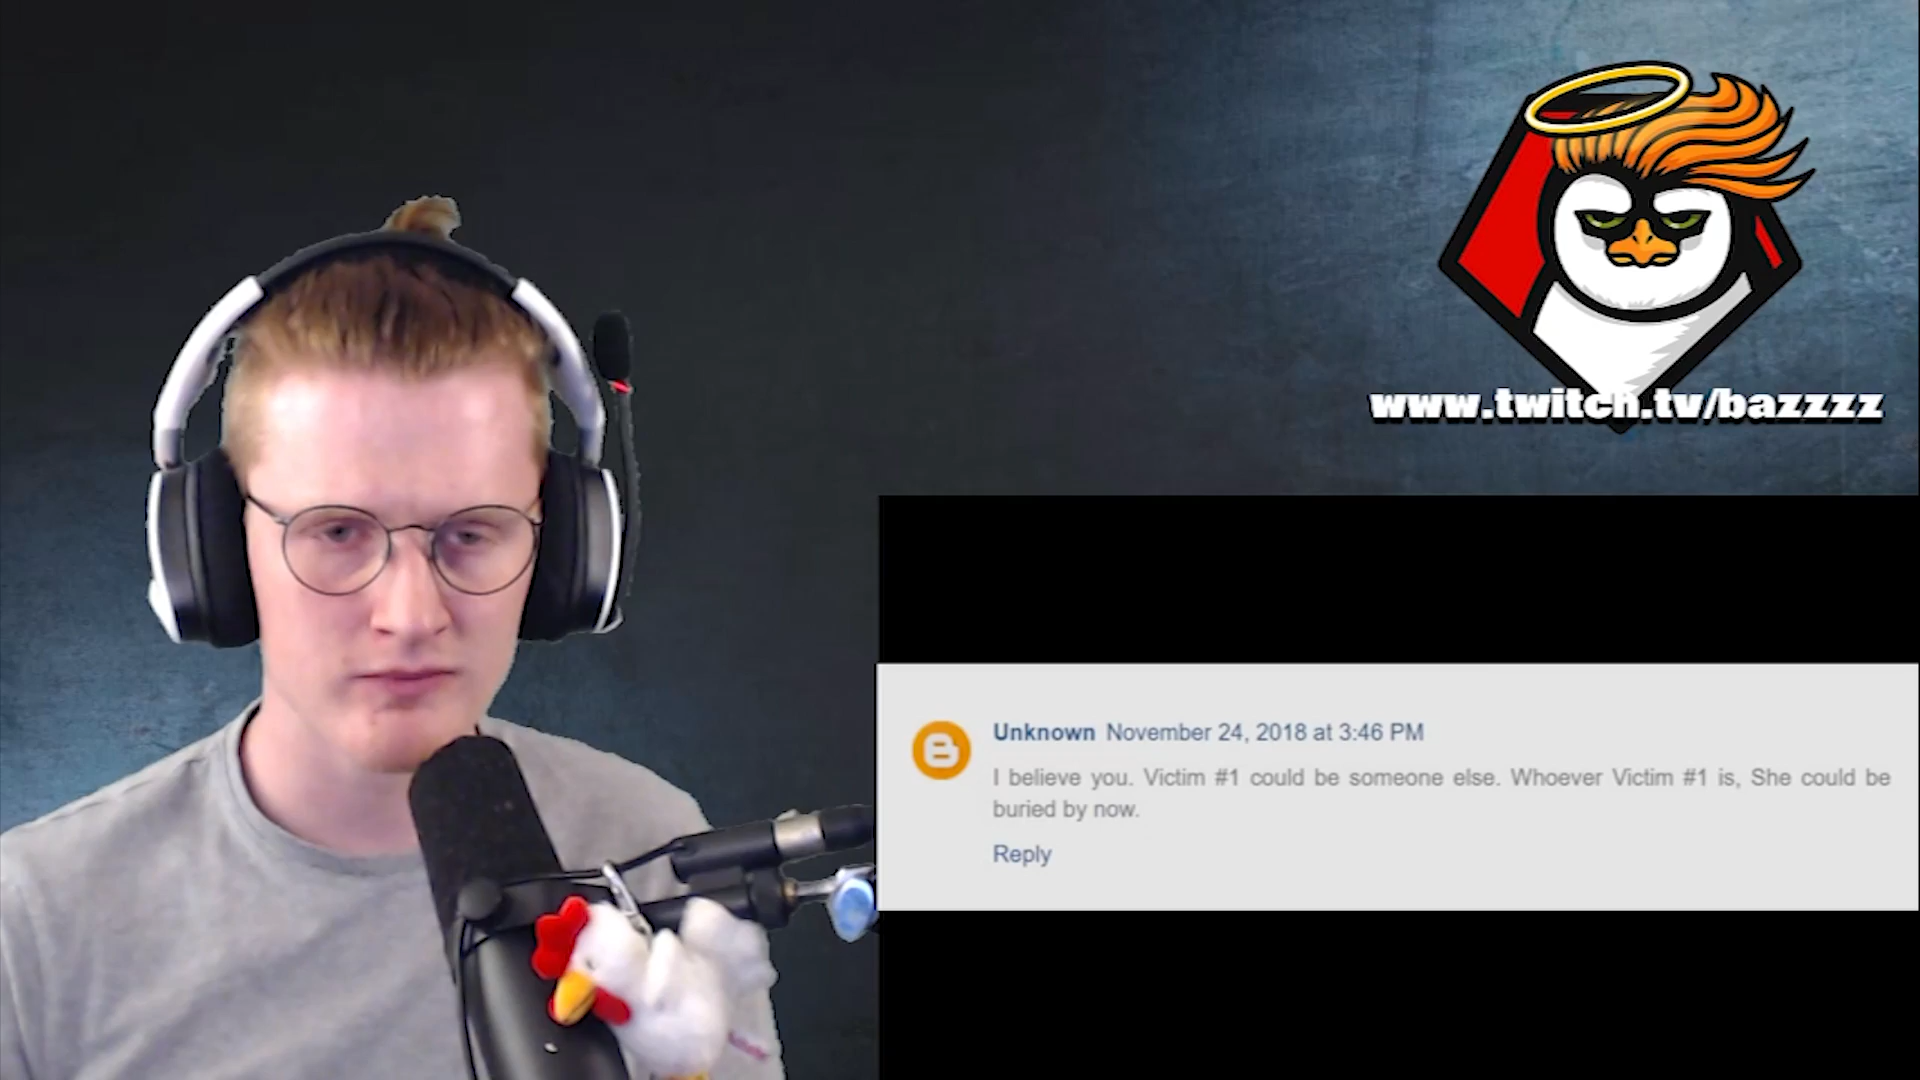 www.twitch.tv/bazzzz
Unknown November 24, 2018 at 3:46 PM
I believe you. Victim #1 could be someone else. Whoever Victim #1 is, She could be
buried by now.
Reply